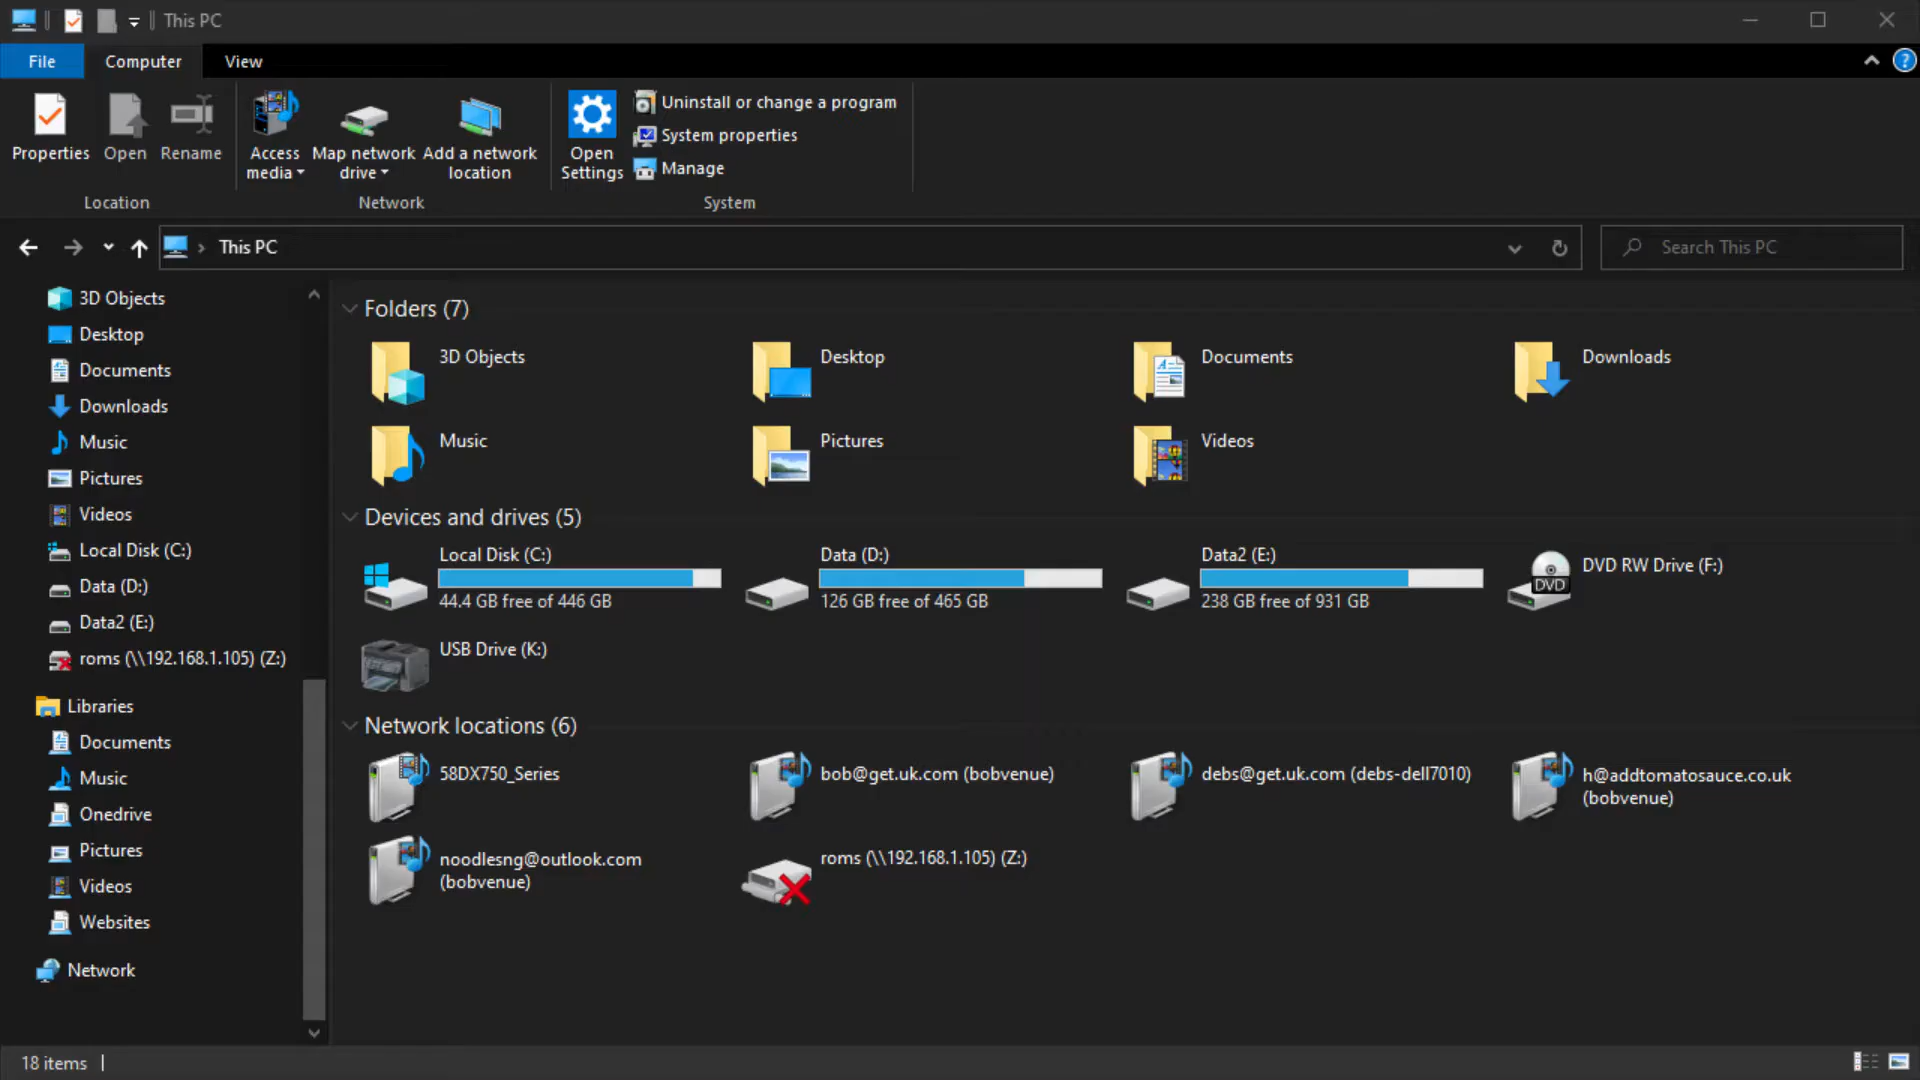 This PC
File
Computer
View
Properties
Open
Rename
Access
media
Map network
drive
Add a network
location
Open
Settings
Uninstall or change a program
System properties
Manage
Location
Network
System
This PC
Search This PC
3D Objects
Desktop
Documents
Downloads
Music
Pictures
Videos
Local Disk (C:)
Data (D:)
Data2 (E:)
roms (\\192.168.1.105) (Z:)
Libraries
Documents
Music
Onedrive
Pictures
Videos
Websites
Network
Folders (7)
3D Objects
Desktop
Documents
Downloads
Music
Pictures
Videos
Devices and drives (5)
Local Disk (C:)
44.4 GB free of 446 GB
Data (D:)
126 GB free of 465 GB
Data2 (E:)
238 GB free of 931 GB
DVD
DVD RW Drive (F:)
USB Drive (K:)
Network locations (6)
58DX750_Series
bob@get.uk.com (bobvenue)
debs@get.uk.com (debs-dell7010)
h@addtomatosauce.co.uk
(bobvenue)
noodlesng@outlook.com
(bobvenue)
roms (\\192.168.1.105) (Z:)
18 items